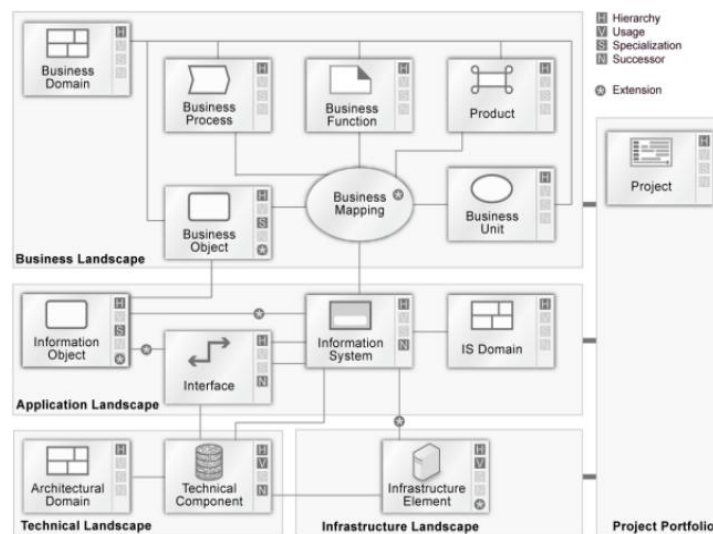 H Hierarchy
V Usage
S Specialization
N Successor
Extension
Business
Domain
H
Business
Process
H
Business
Function
H
Product
H
Project
H
Business
Mapping
Business
Object
H
S
Business
Unit
H
Business Landscape
Information
Object
H
S
Interface
H
N
Information
System
H
N
IS Domain
H
Application Landscape
Architectural
Domain
H
Technical
Component
H
V
N
Infrastructure
Element
H
V
Technical Landscape
Infrastructure Landscape
Project Portfolio